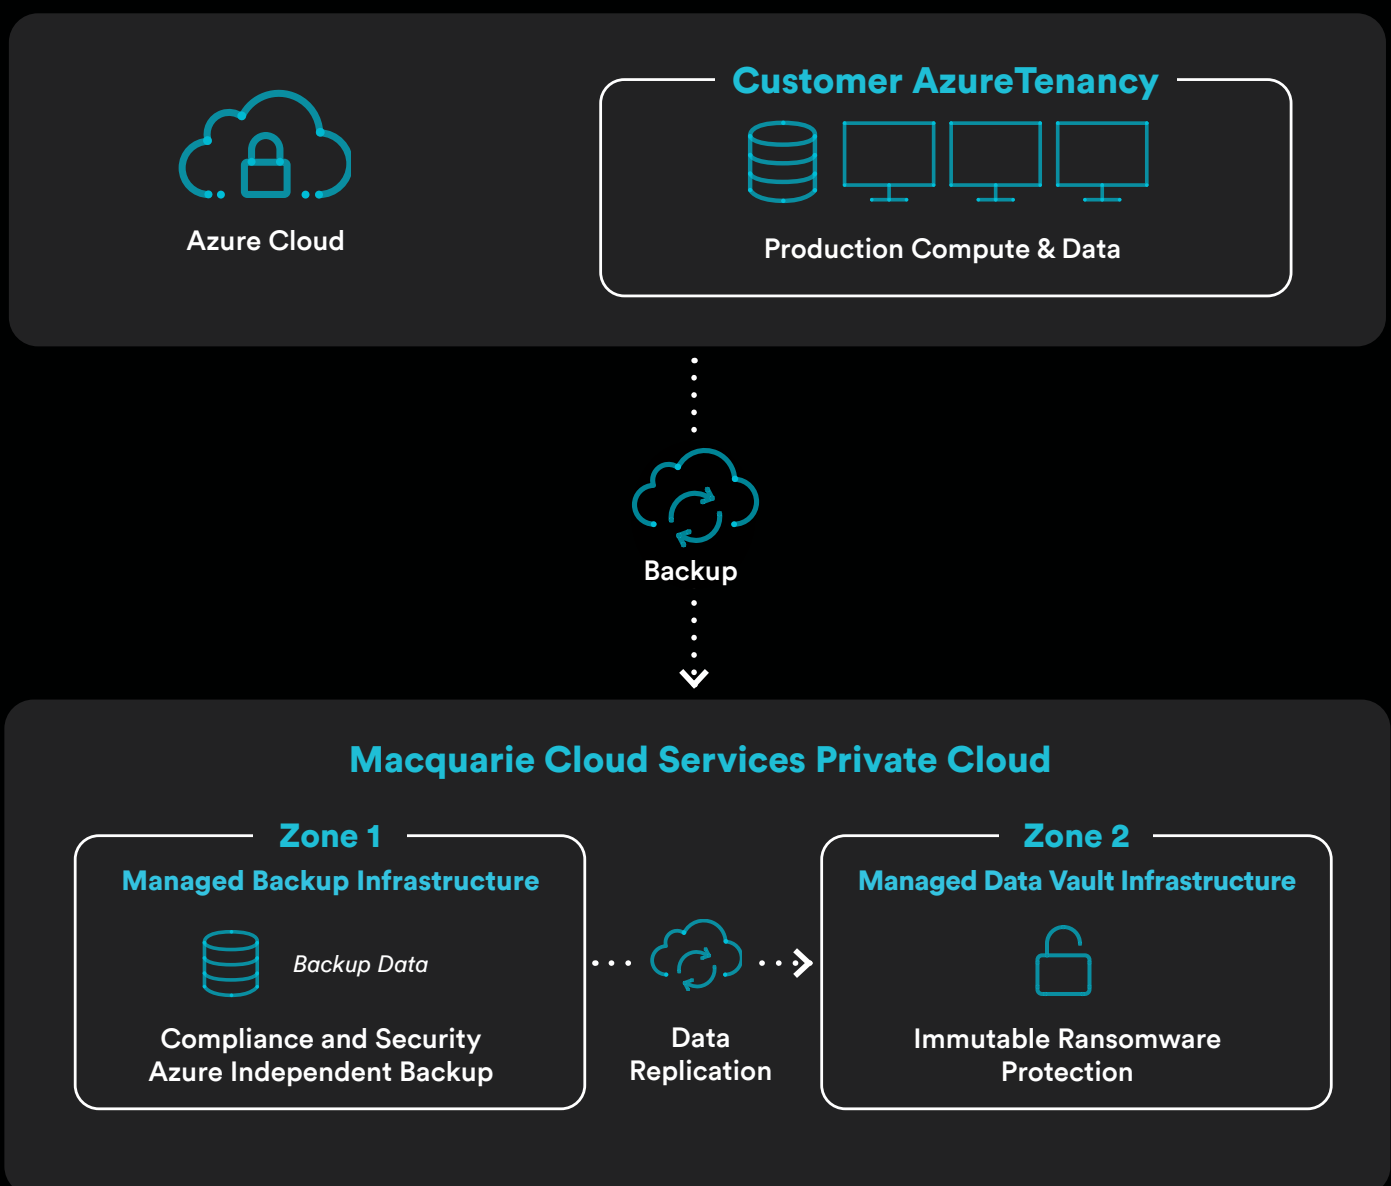 Customer AzureTenancy
Azure Cloud
Production Compute & Data
Backup
Macquarie Cloud Services Private Cloud
Zone 1
Managed Backup Infrastructure
Backup Data
Compliance and Security
Azure Independent Backup
Data
Replication
Zone 2
Managed Data Vault Infrastructure
Immutable Ransomware
Protection